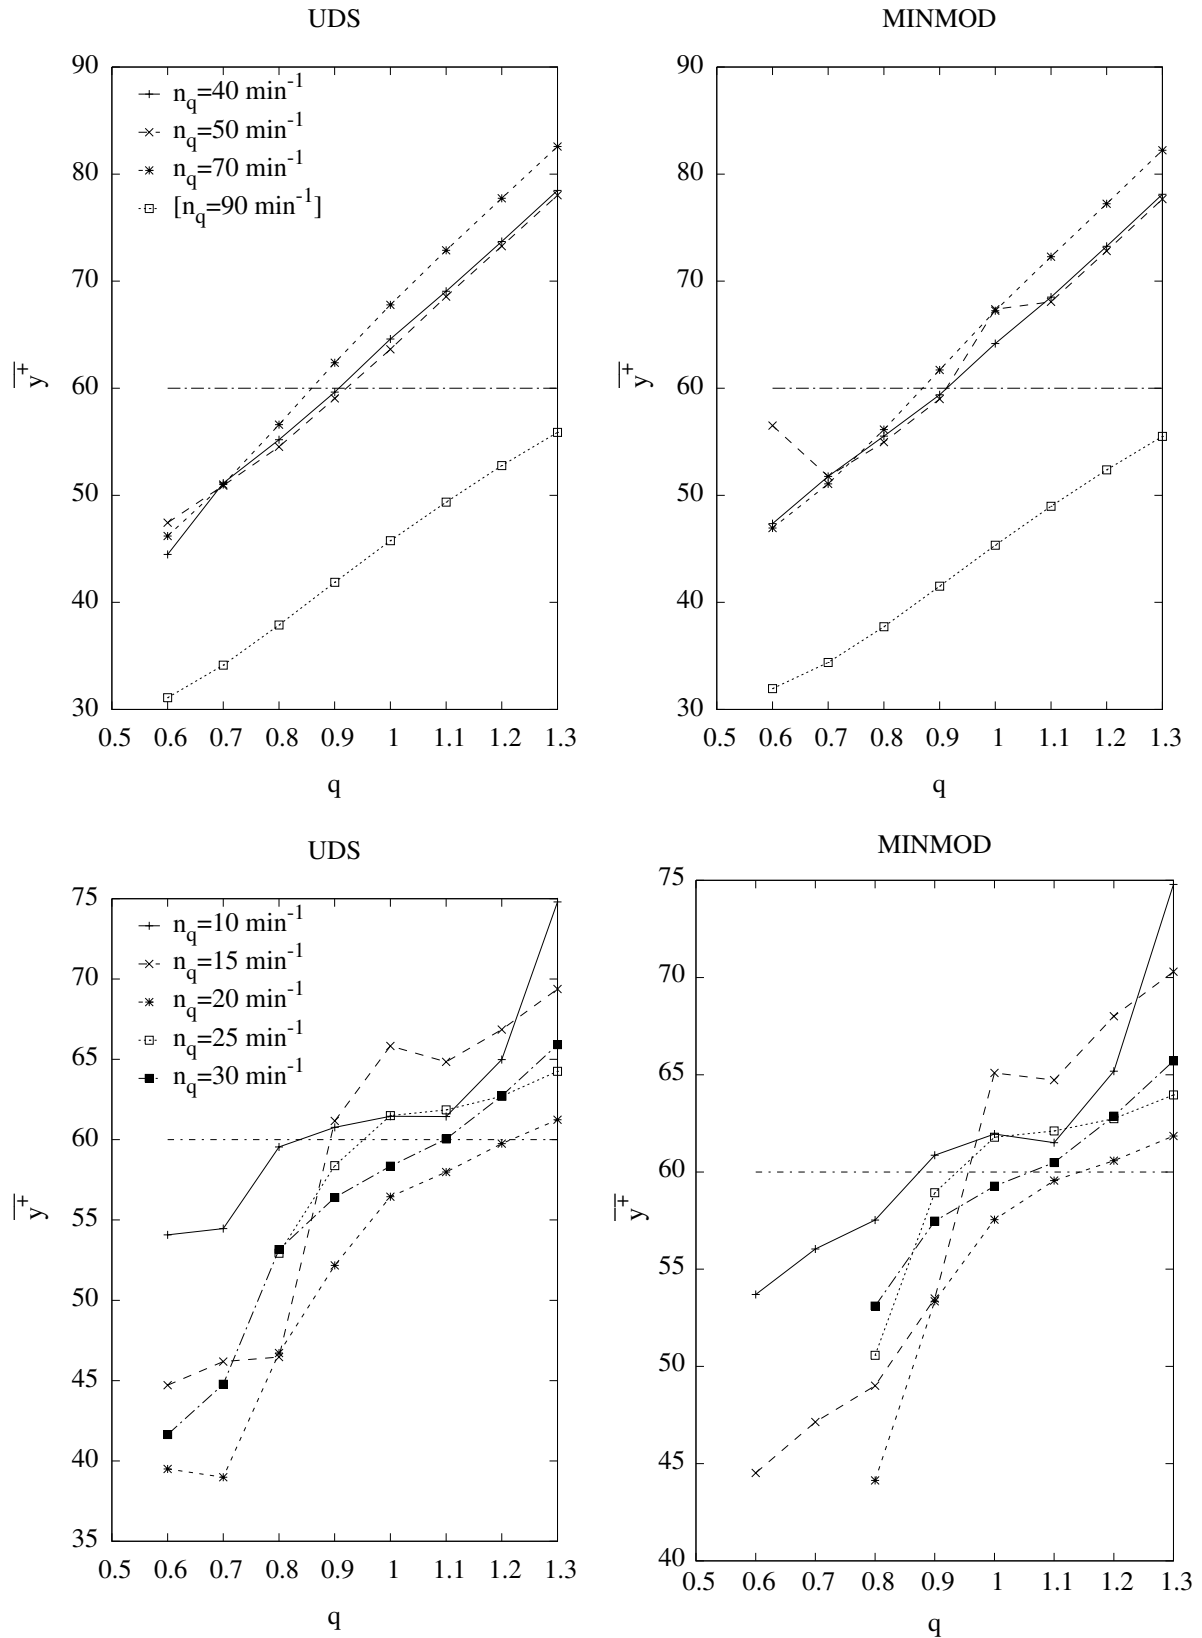 UDS
90
80
70
60
50
40
30
0.5 0.6 0.7 0.8 0.9 1 1.1 1.2 1.3
y+
q
n_q=40 min^-1
n_q=50 min^-1
n_q=70 min^-1
[n_q=90 min^-1]
MINMOD
90
80
70
60
50
40
30
0.5 0.6 0.7 0.8 0.9 1 1.1 1.2 1.3
y+
q
UDS
75
70
65
60
55
50
45
40
35
0.5 0.6 0.7 0.8 0.9 1 1.1 1.2 1.3
y+
q
n_q=10 min^-1
n_q=15 min^-1
n_q=20 min^-1
n_q=25 min^-1
n_q=30 min^-1
MINMOD
75
70
65
60
55
50
45
40
0.5 0.6 0.7 0.8 0.9 1 1.1 1.2 1.3
y+
q